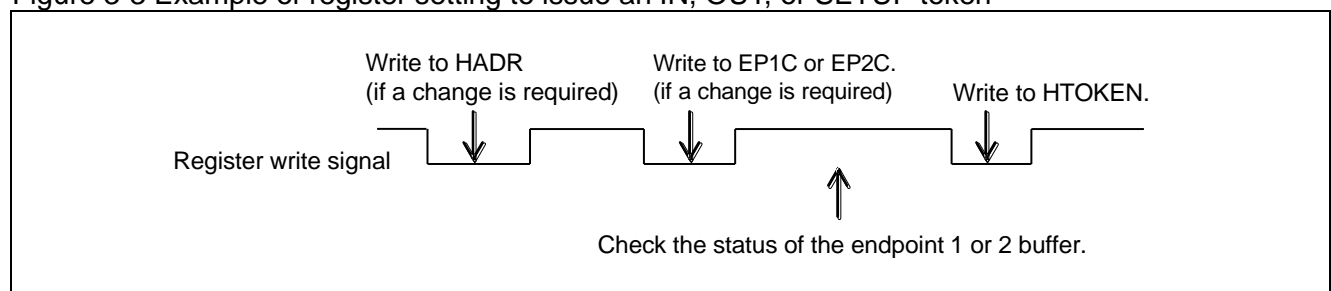 Figure Example of register setting to issue an IN, OUT, or SETUP token
Write to HADR
(if a change is required)
Write to EP1C or EP2C.
(if a change is required)
Write to HTOKEN.
Register write signal
Check the status of the endpoint 1 or 2 buffer.